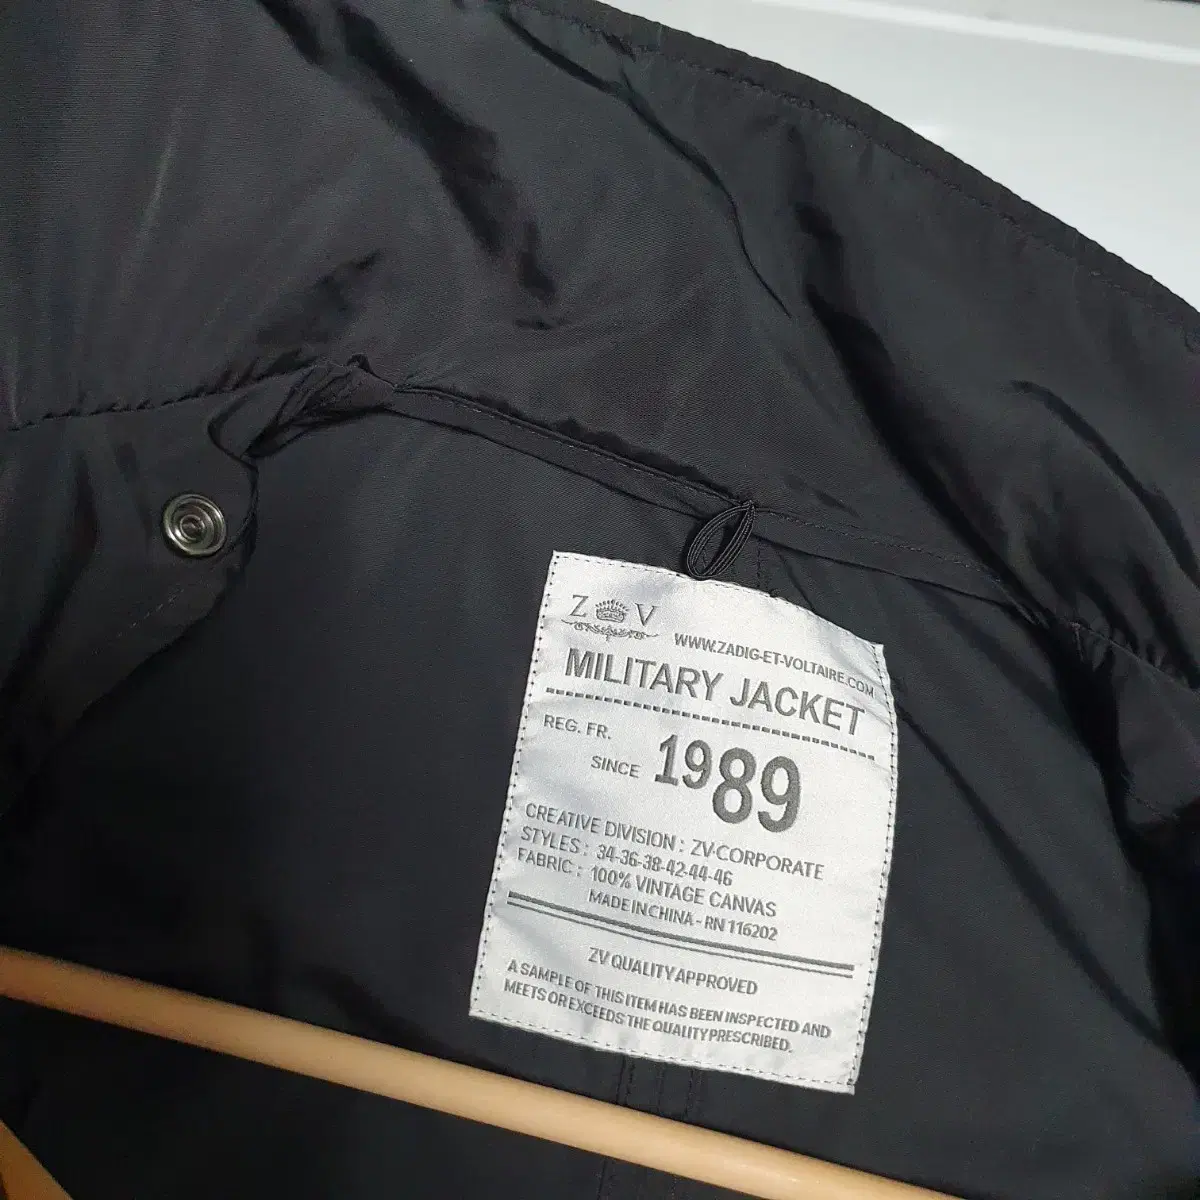 Z V
WWW.ZADIG-ET-VOLTAIRE.COM
MILITARY JACKET
REG. FR.
SINCE 1989
CREATIVE DIVISION : ZV-CORPORATE
STYLES : 34-36-38-42-44-46
FABRIC : 100% VINTAGE CANVAS
MADE IN CHINA - RN 116202
ZV QUALITY APPROVED
A SAMPLE OF THIS ITEM HAS BEEN INSPECTED AND
MEETS OR EXCEEDS THE QUALITY PRESCRIBED.